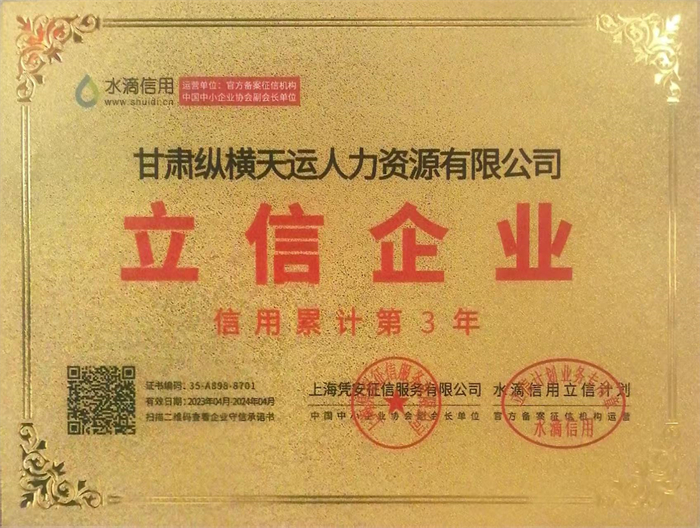 水滴信用
www.shuidi.cn
运营单位：官方备案征信机构
中国中小企业协会副会长单位
甘肃纵横天运人力资源有限公司
立信企业
信用累计第3年
证书编码：35-A898-8701
有效日期：2023年04月-2024年04月
扫描二维码查看企业守信承诺书
上海凭安征信服务有限公司
中国中小企业协会副会长单位
水滴信用立信计划
官方备案征信机构运营
水滴信用